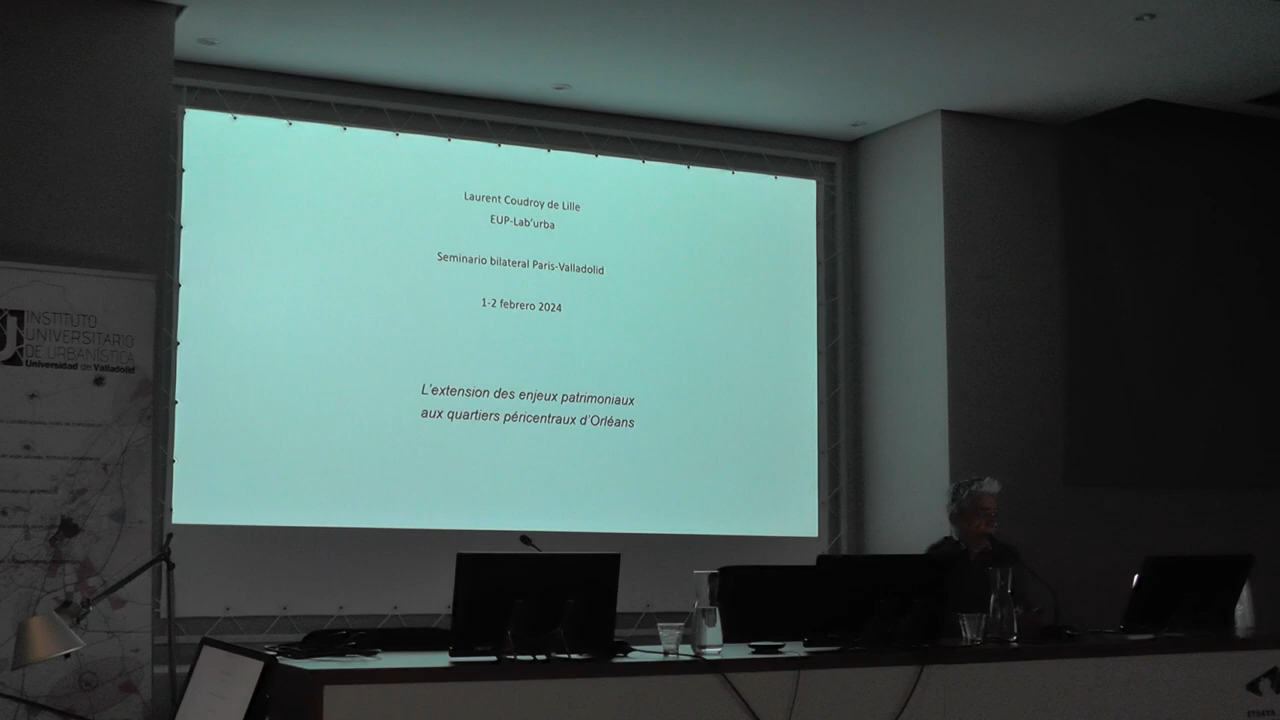 Laurent Coudroy de Lille
EUP-Lab'urba
Seminario bilateral Paris-Valladolid
1-2 febrero 2024
L'extension des enjeux patrimoniaux
aux quartiers péricentraux d'Orléans
INSTITUTO
UNIVERSITARIO
DE URBANÍSTICA
Universidad de Valladolid